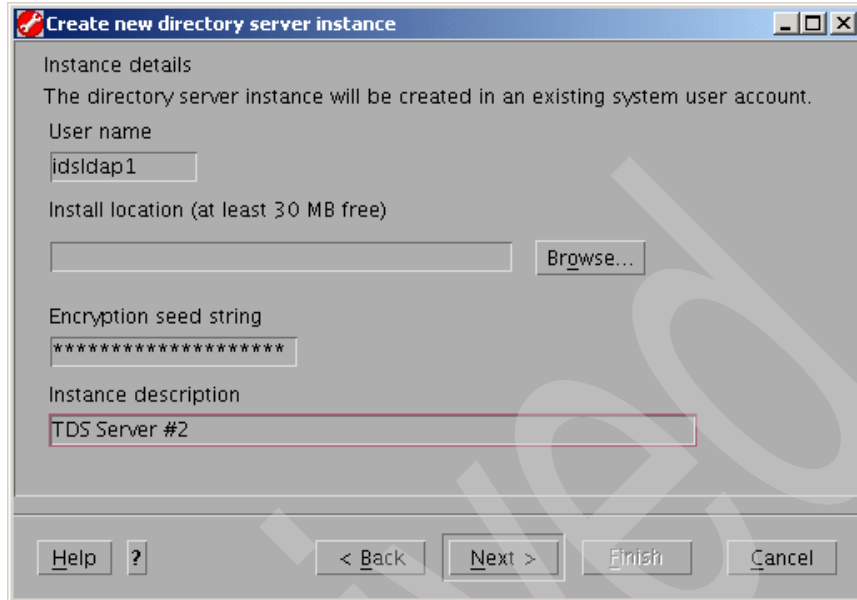 Create new directory server instance
Instance details
The directory server instance will be created in an existing system user account.
User name
idsldap1
Install location (at least 30 MB free)
Browse...
Encryption seed string
********************
Instance description
TDS Server #2
Help ? < Back Next > Finish Cancel